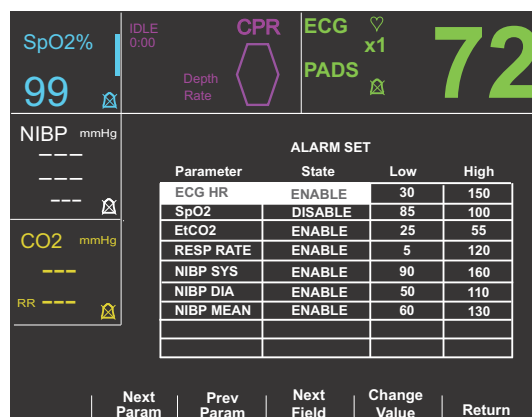 SpO2%
99
IDLE
0:00
CPR
Depth
Rate
ECG
x1
PADS
72
NIBP mmHg
---
---
---
CO2 mmHg
---
RR ---
ALARM SET
Parameter State Low High
ECG HR ENABLE 30 150
SpO2 DISABLE 85 100
EtCO2 ENABLE 25 55
RESP RATE ENABLE 5 120
NIBP SYS ENABLE 90 160
NIBP DIA ENABLE 50 110
NIBP MEAN ENABLE 60 130
Next Param Prev Param Next Field Change Value Return